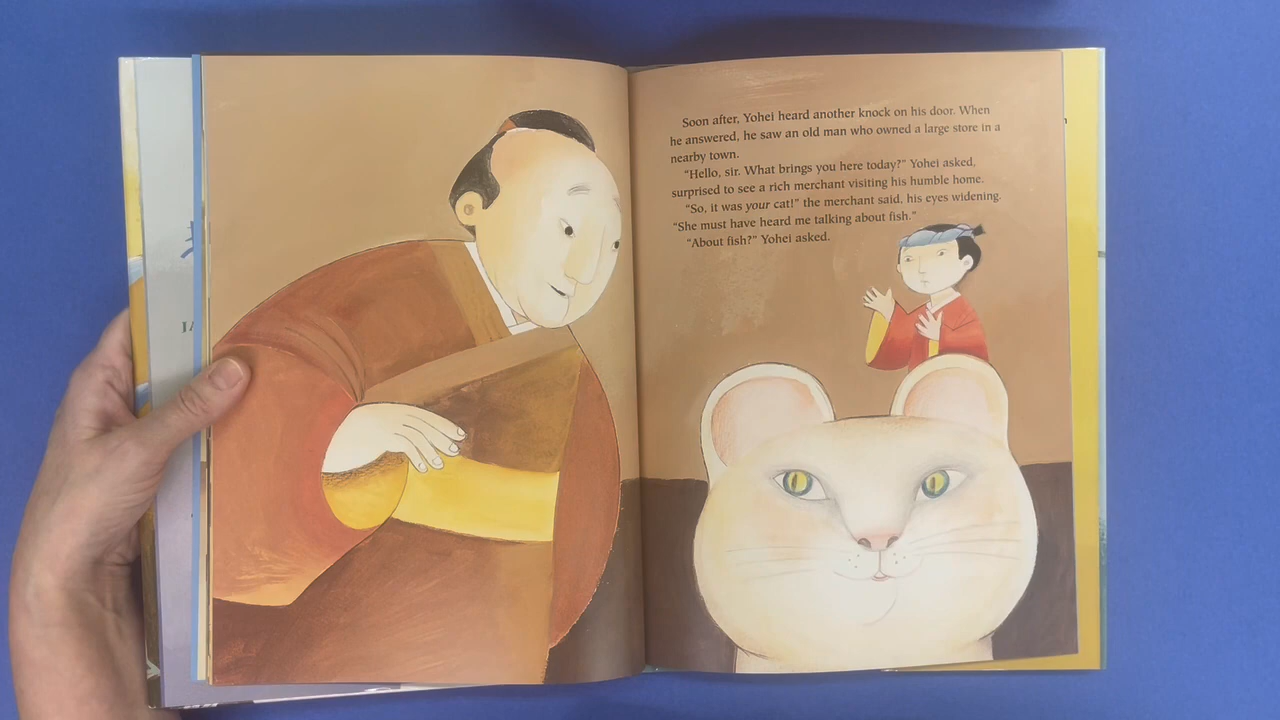 Soon after, Yohei heard another knock on his door. When
he answered, he saw an old man who owned a large store in a
nearby town.
"Hello, sir. What brings you here today?" Yohei asked,
surprised to see a rich merchant visiting his humble home.
"So, it was your cat!" the merchant said, his eyes widening.
"She must have heard me talking about fish."
"About fish?" Yohei asked.